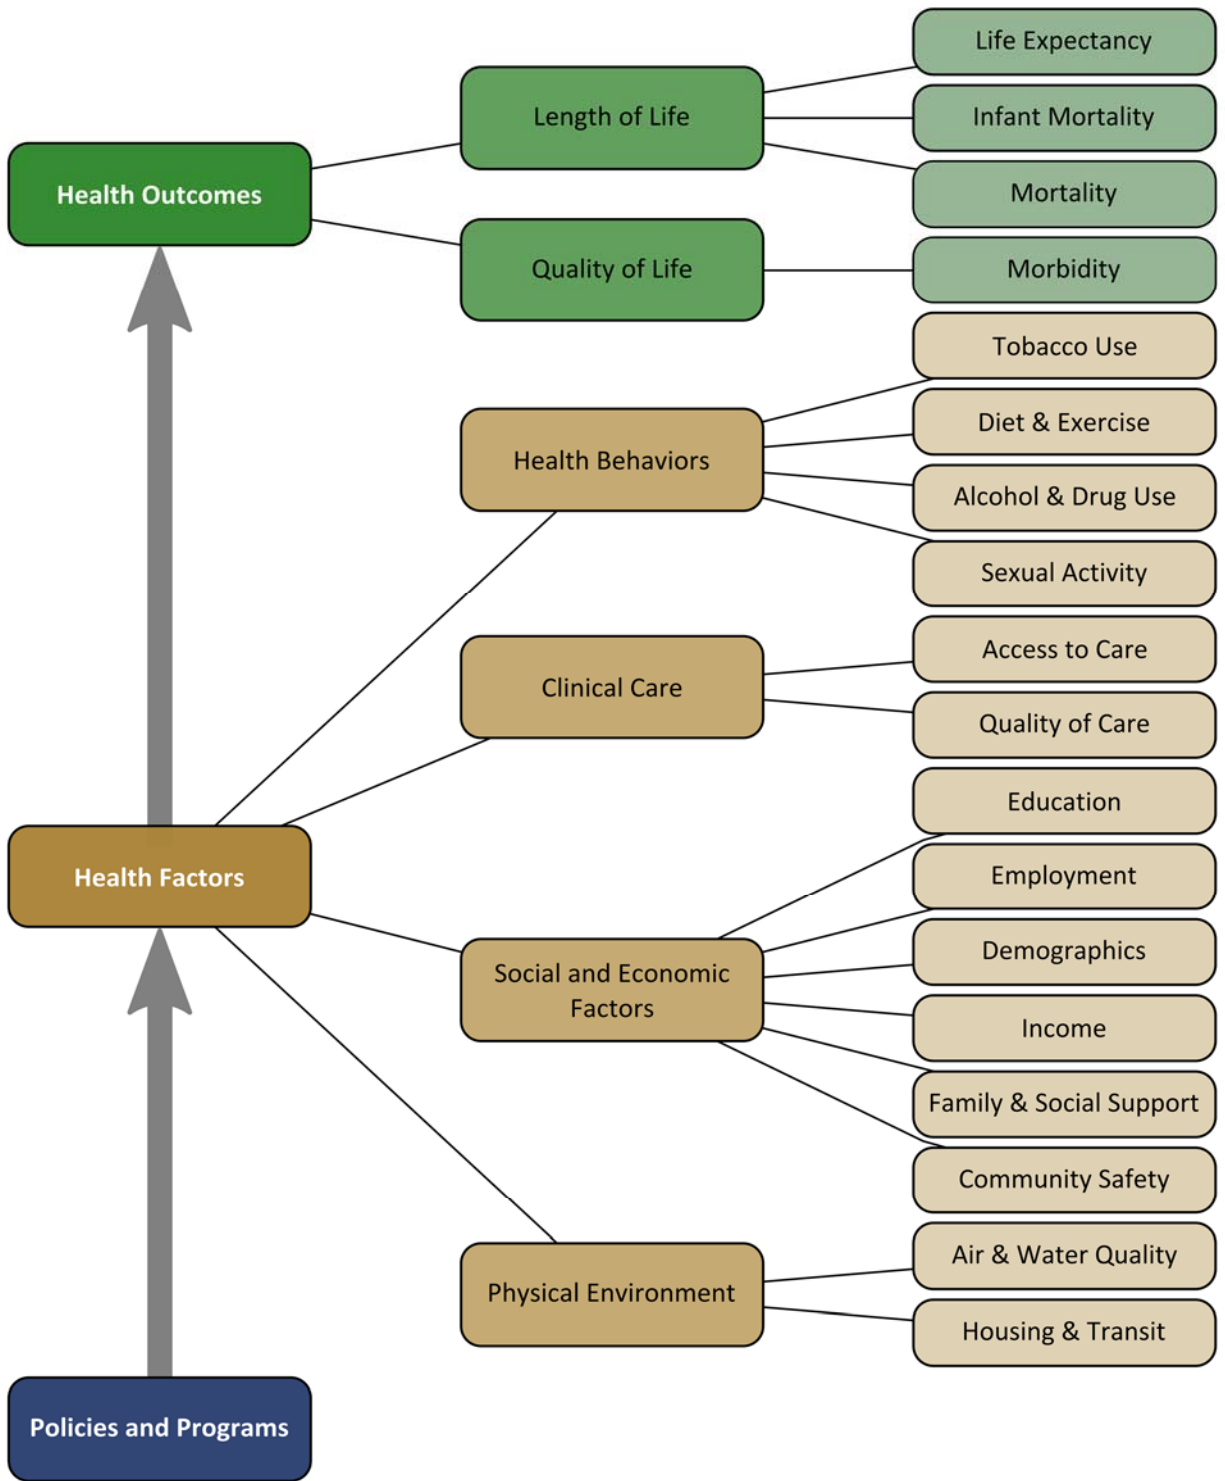 Life Expectancy
Length of Life
Infant Mortality
Health Outcomes
Mortality
Quality of Life
Morbidity
Tobacco Use
Diet & Exercise
Health Behaviors
Alcohol & Drug Use
Sexual Activity
Access to Care
Clinical Care
Quality of Care
Education
Health Factors
Employment
Demographics
Social and Economic
Factors
Income
Family & Social Support
Community Safety
Air & Water Quality
Physical Environment
Housing & Transit
Policies and Programs